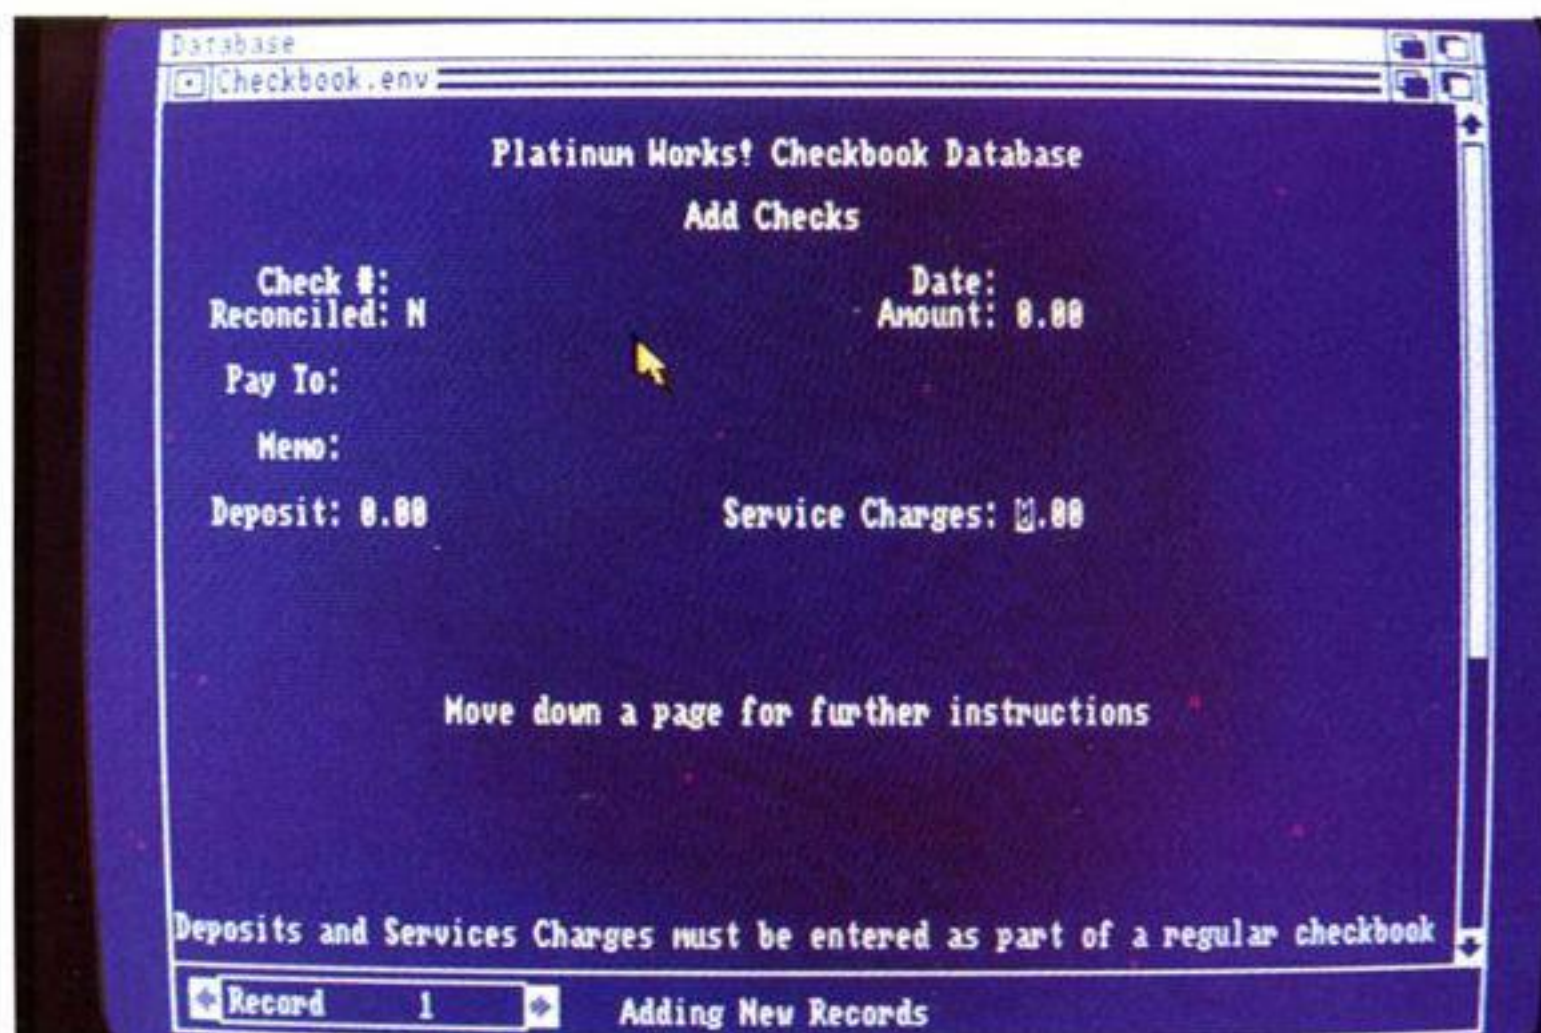 Database
Checkbook.env
Platinum Works! Checkbook Database
Add Checks
Check #: Date:
Reconciled: N Amount: 0.00
Pay To:
Memo:
Deposit: 0.00 Service Charges: 0.00
Move down a page for further instructions
Deposits and Services Charges must be entered as part of a regular checkbook
Record 1 Adding New Records